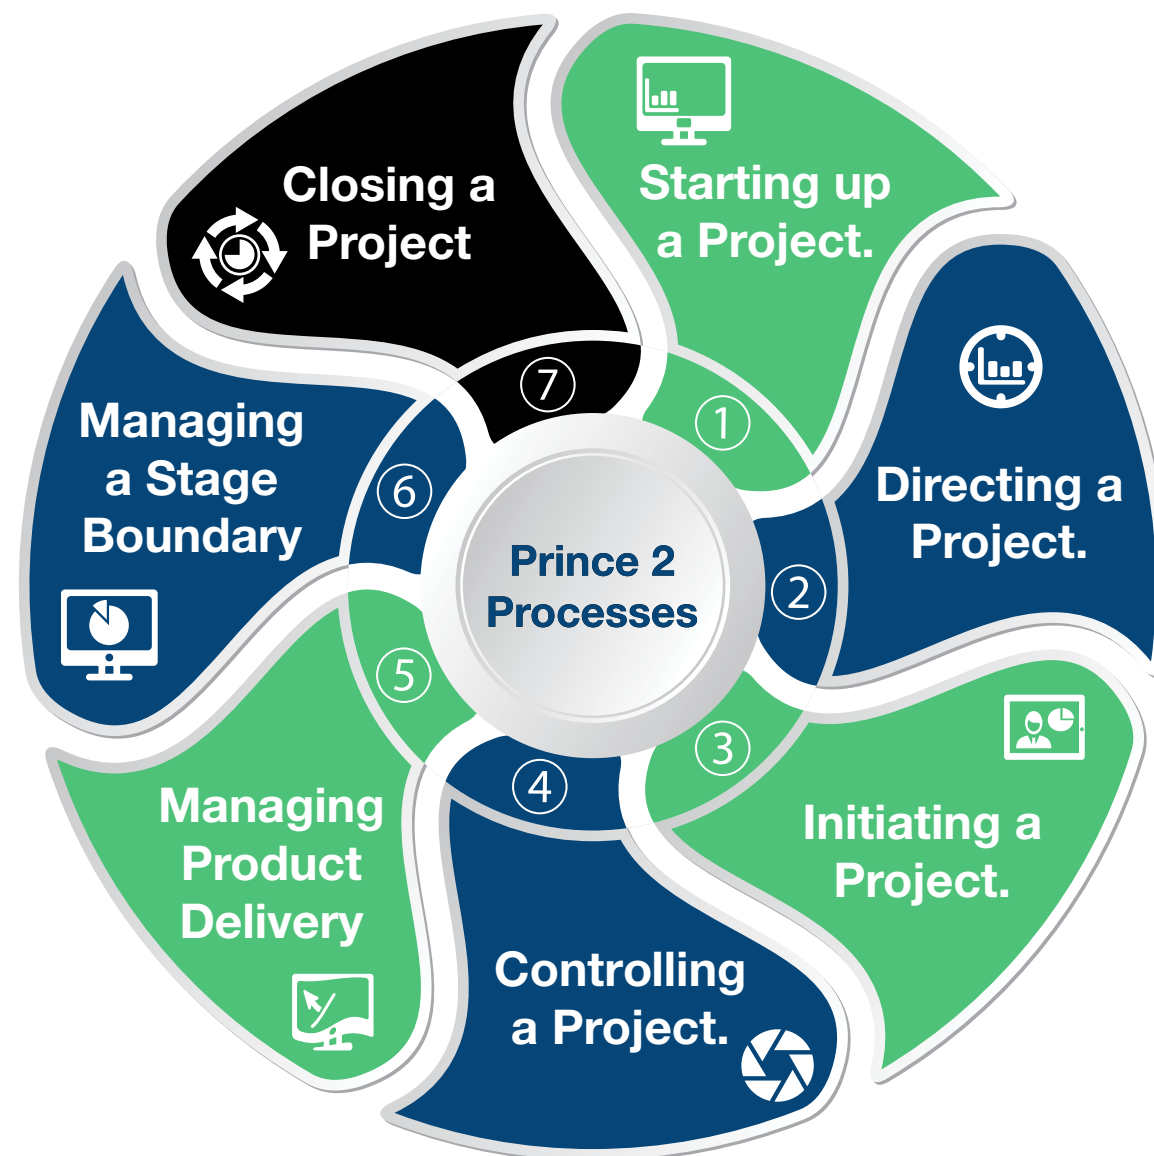 Prince 2
Processes
1
Starting up
a Project.
2
Directing a
Project.
3
Initiating a
Project.
4
Controlling
a Project.
5
Managing
Product
Delivery
6
Managing
a Stage
Boundary
7
Closing a
Project